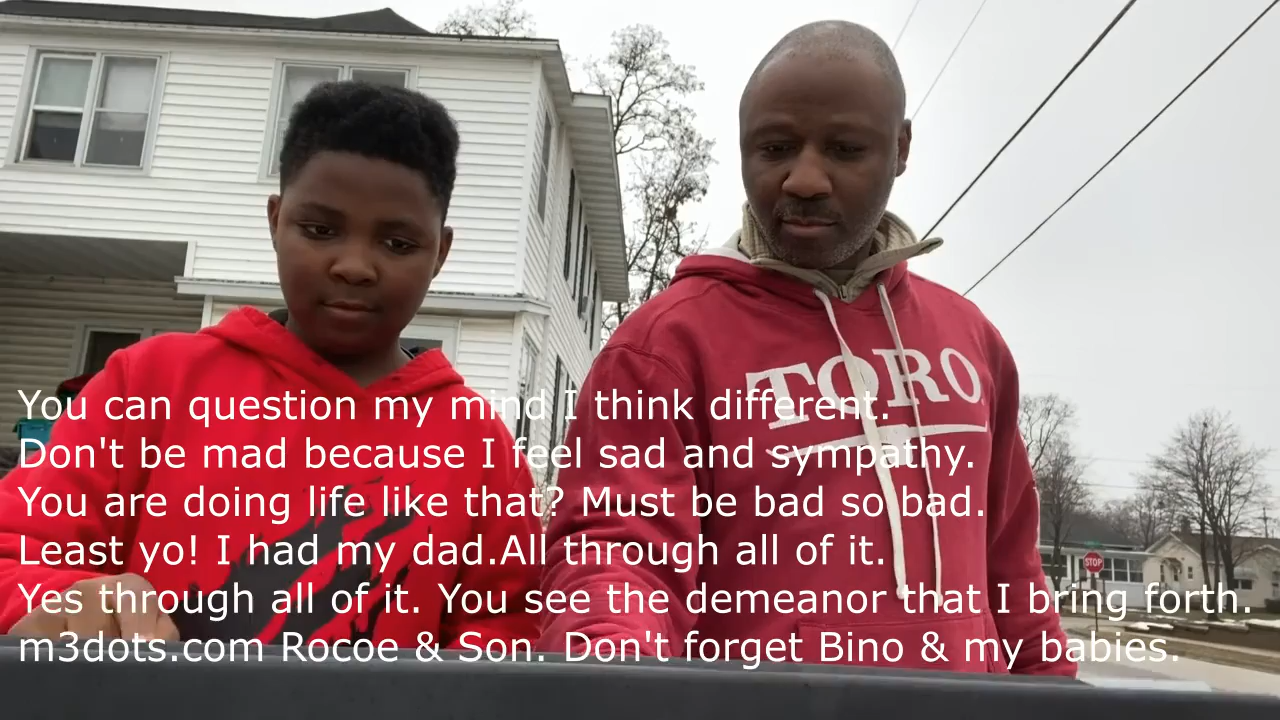 TORO
You can question my mind I think different.
Don't be mad because I feel sad and sympathy.
You are doing life like that? Must be bad so bad.
Least yo! I had my dad.All through all of it.
Yes through all of it. You see the demeanor that I bring forth.
m3dots.com Rocoe & Son. Don't forget Bino & my babies.
STOP